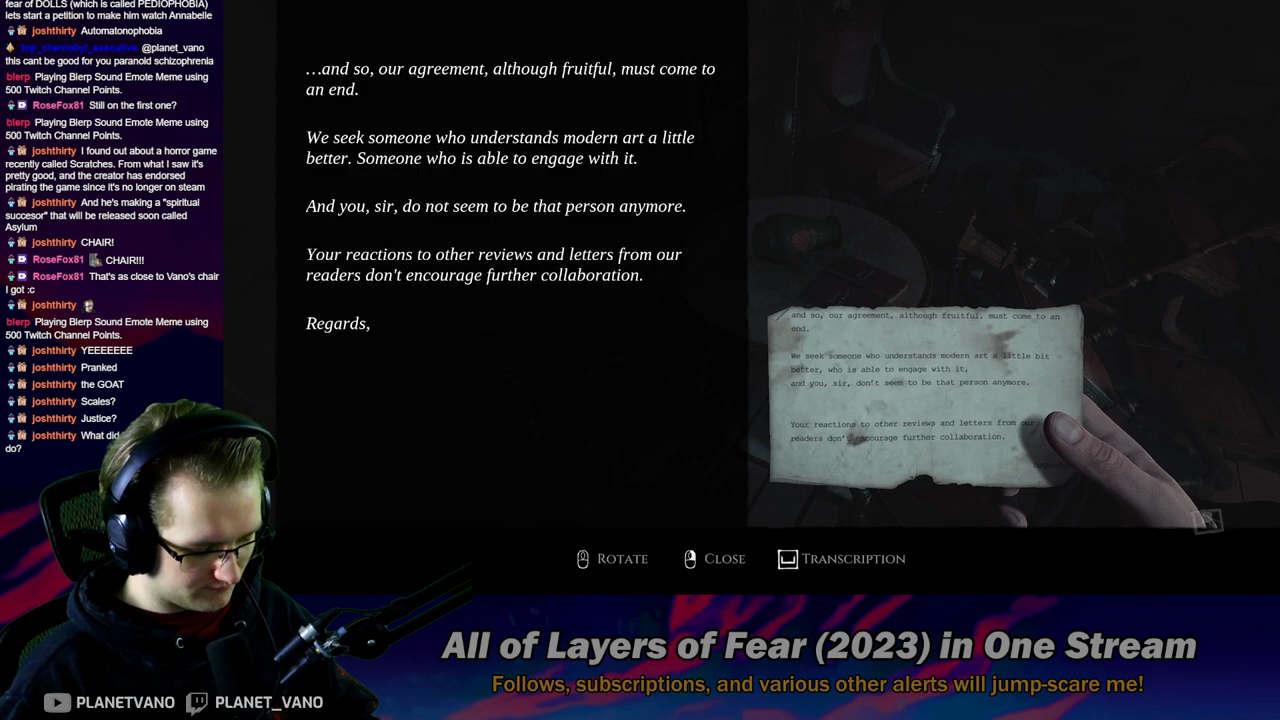 fear of DOLLS (which is called PEDIOPHOBIA)
lets start a petition to make him watch Annabelle
joshthirty Automatonophobia
top_chernobyl_executive @planet_vano
this cant be good for you paranoid schizophrenia
blerp Playing Blerp Sound Emote Meme using
500 Twitch Channel Points.
RoseFox81 Still on the first one?
blerp Playing Blerp Sound Emote Meme using
500 Twitch Channel Points.
joshthirty I found out about a horror game
recently called Scratches. From what I saw it's
pretty good, and the creator has endorsed
pirating the game since it's no longer on steam
joshthirty And he's making a "spiritual
succesor" that will be released soon called
Asylum
joshthirty CHAIR!
RoseFox81 CHAIR!!!
RoseFox81 That's as close to Vano's chair
I got :c
joshthirty
blerp Playing Blerp Sound Emote Meme using
500 Twitch Channel Points.
joshthirty YEEEEEEE
joshthirty Pranked
joshthirty the GOAT
joshthirty Scales?
joshthirty Justice?
joshthirty What did
do?
…and so, our agreement, although fruitful, must come to
an end.
We seek someone who understands modern art a little
better. Someone who is able to engage with it.
And you, sir, do not seem to be that person anymore.
Your reactions to other reviews and letters from our
readers don't encourage further collaboration.
Regards,
and so, our agreement, although fruitful, must come to an
end.
We seek someone who understands modern art a little bit
better, who is able to engage with it,
and you, sir, don't seem to be that person anymore.
Your reactions to other reviews and letters from our
readers don't encourage further collaboration.
ROTATE CLOSE TRANSCRIPTION
All of Layers of Fear (2023) in One Stream
Follows, subscriptions, and various other alerts will jump-scare me!
PLANETVANO PLANET_VANO